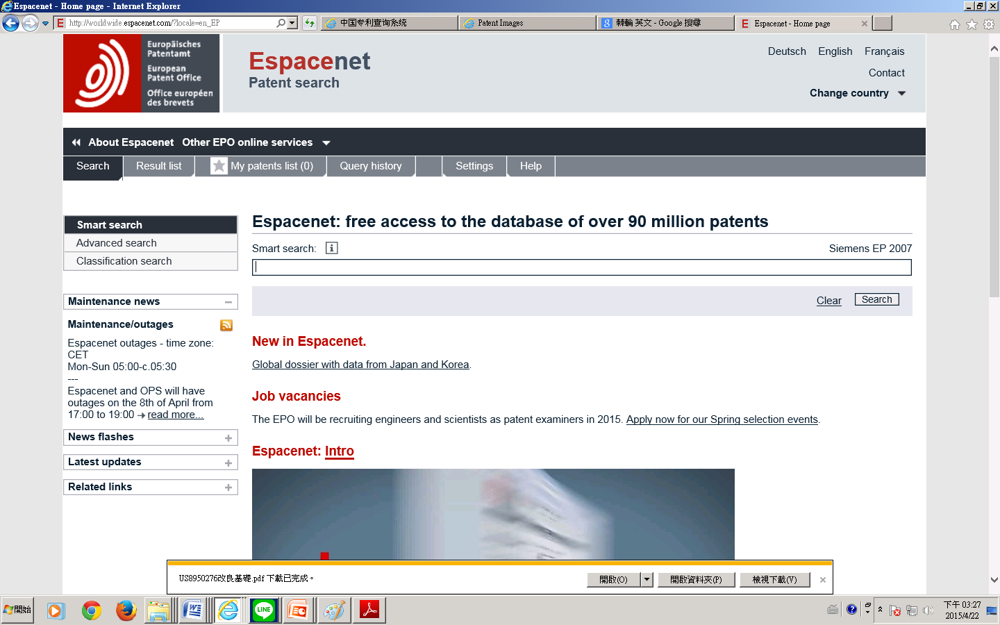 Espacenet - Home page - Internet Explorer
http://worldwide.espacenet.com/?locale=en_EP
中国专利查询系统
Patent Images
棘輪 英文 - Google 搜尋
Espacenet - Home page
Europäisches
Patentamt
European
Patent Office
Office européen
des brevets
Espacenet
Patent search
Deutsch English Français
Contact
Change country
About Espacenet Other EPO online services
Search Result list My patents list (0) Query history Settings Help
Smart search
Advanced search
Classification search
Maintenance news
Maintenance/outages
Espacenet outages - time zone:
CET
Mon-Sun 05:00-c.05:30
---
Espacenet and OPS will have
outages on the 8th of April from
17:00 to 19:00 read more...
News flashes
Latest updates
Related links
Espacenet: free access to the database of over 90 million patents
Smart search: Siemens EP 2007
Clear Search
New in Espacenet.
Global dossier with data from Japan and Korea.
Job vacancies
The EPO will be recruiting engineers and scientists as patent examiners in 2015. Apply now for our Spring selection events.
Espacenet: Intro
US8950276改良基礎.pdf 下載已完成。
開啟(O) 開啟資料夾(P) 檢視下載(V)
開始
LINE
下午 03:27
2015/4/22